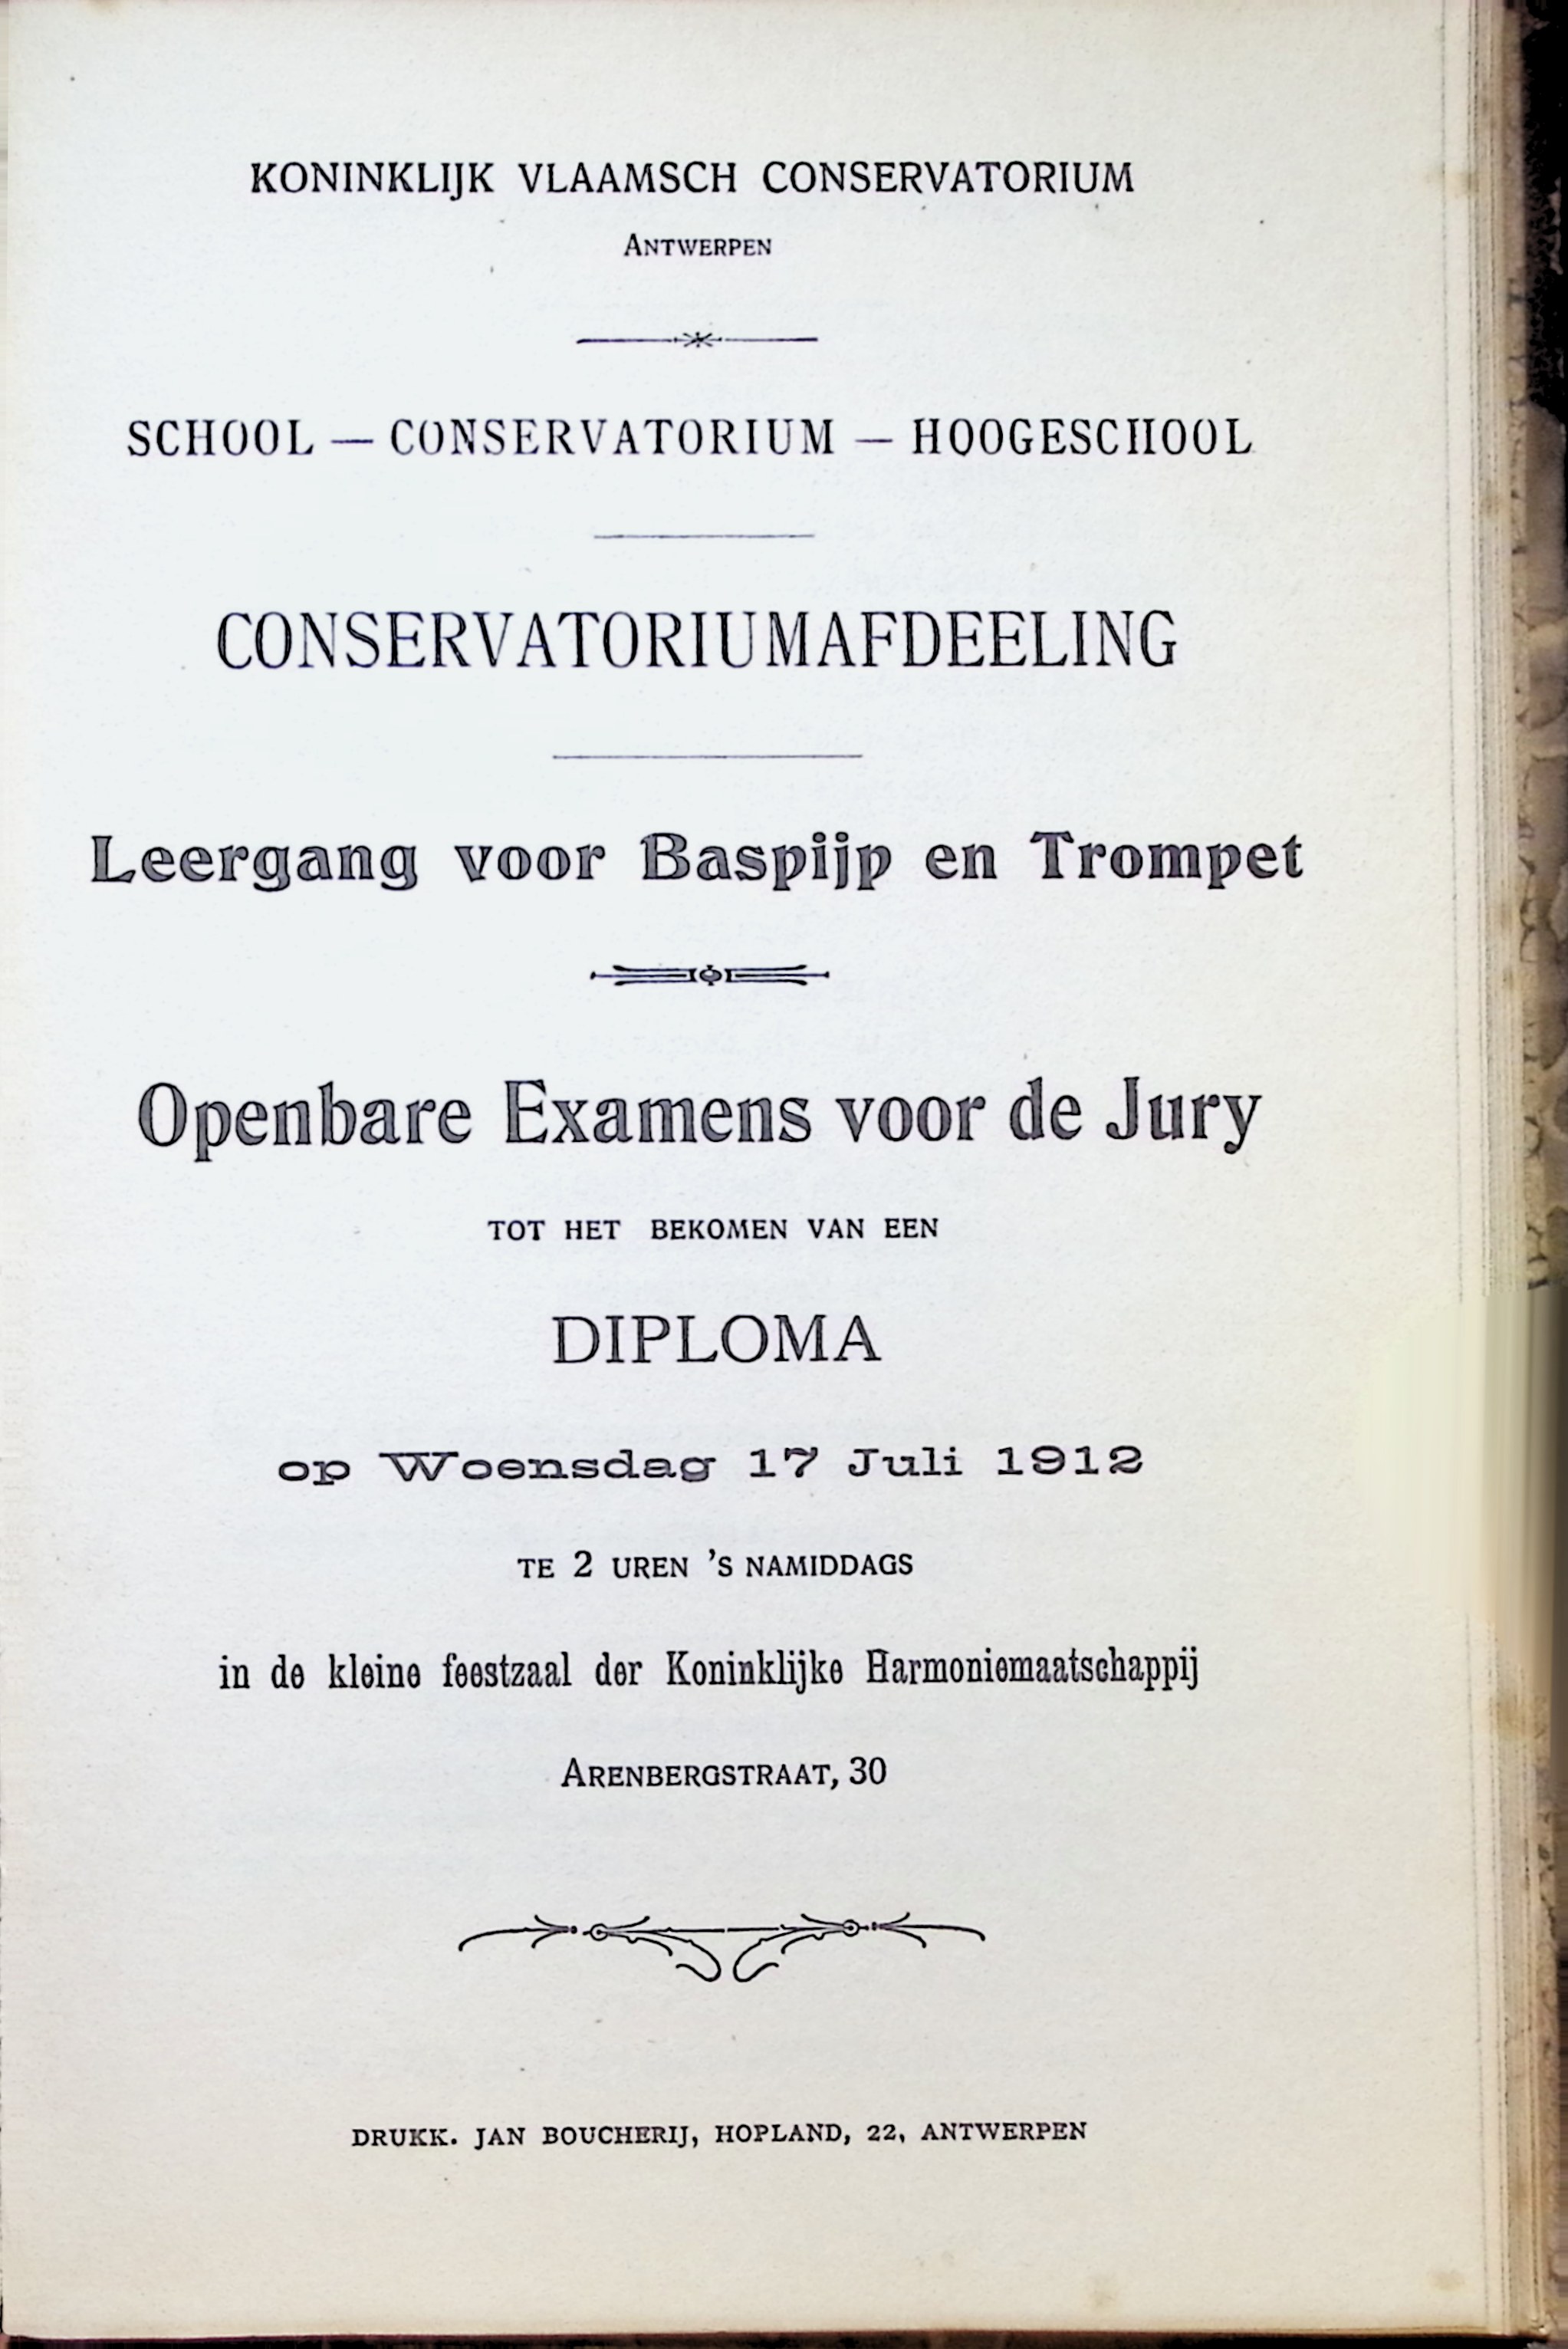 KONINKLIJK VLAAMSCH CONSERVATORIUM
ANTWERPEN
SCHOOL — CONSERVATORIUM — HOOGESCHOOL
CONSERVATORIUMAFDEELING
Leergang voor Baspijp en Trompet
Openbare Examens voor de Jury
TOT HET BEKOMEN VAN EEN
DIPLOMA
op Woensdag 17 Juli 1912
TE 2 UREN 'S NAMIDDAGS
in de kleine feestzaal der Koninklijke Harmoniemaatschappij
ARENBERGSTRAAT, 30
DRUKK. JAN BOUCHERIJ, HOPLAND, 22, ANTWERPEN